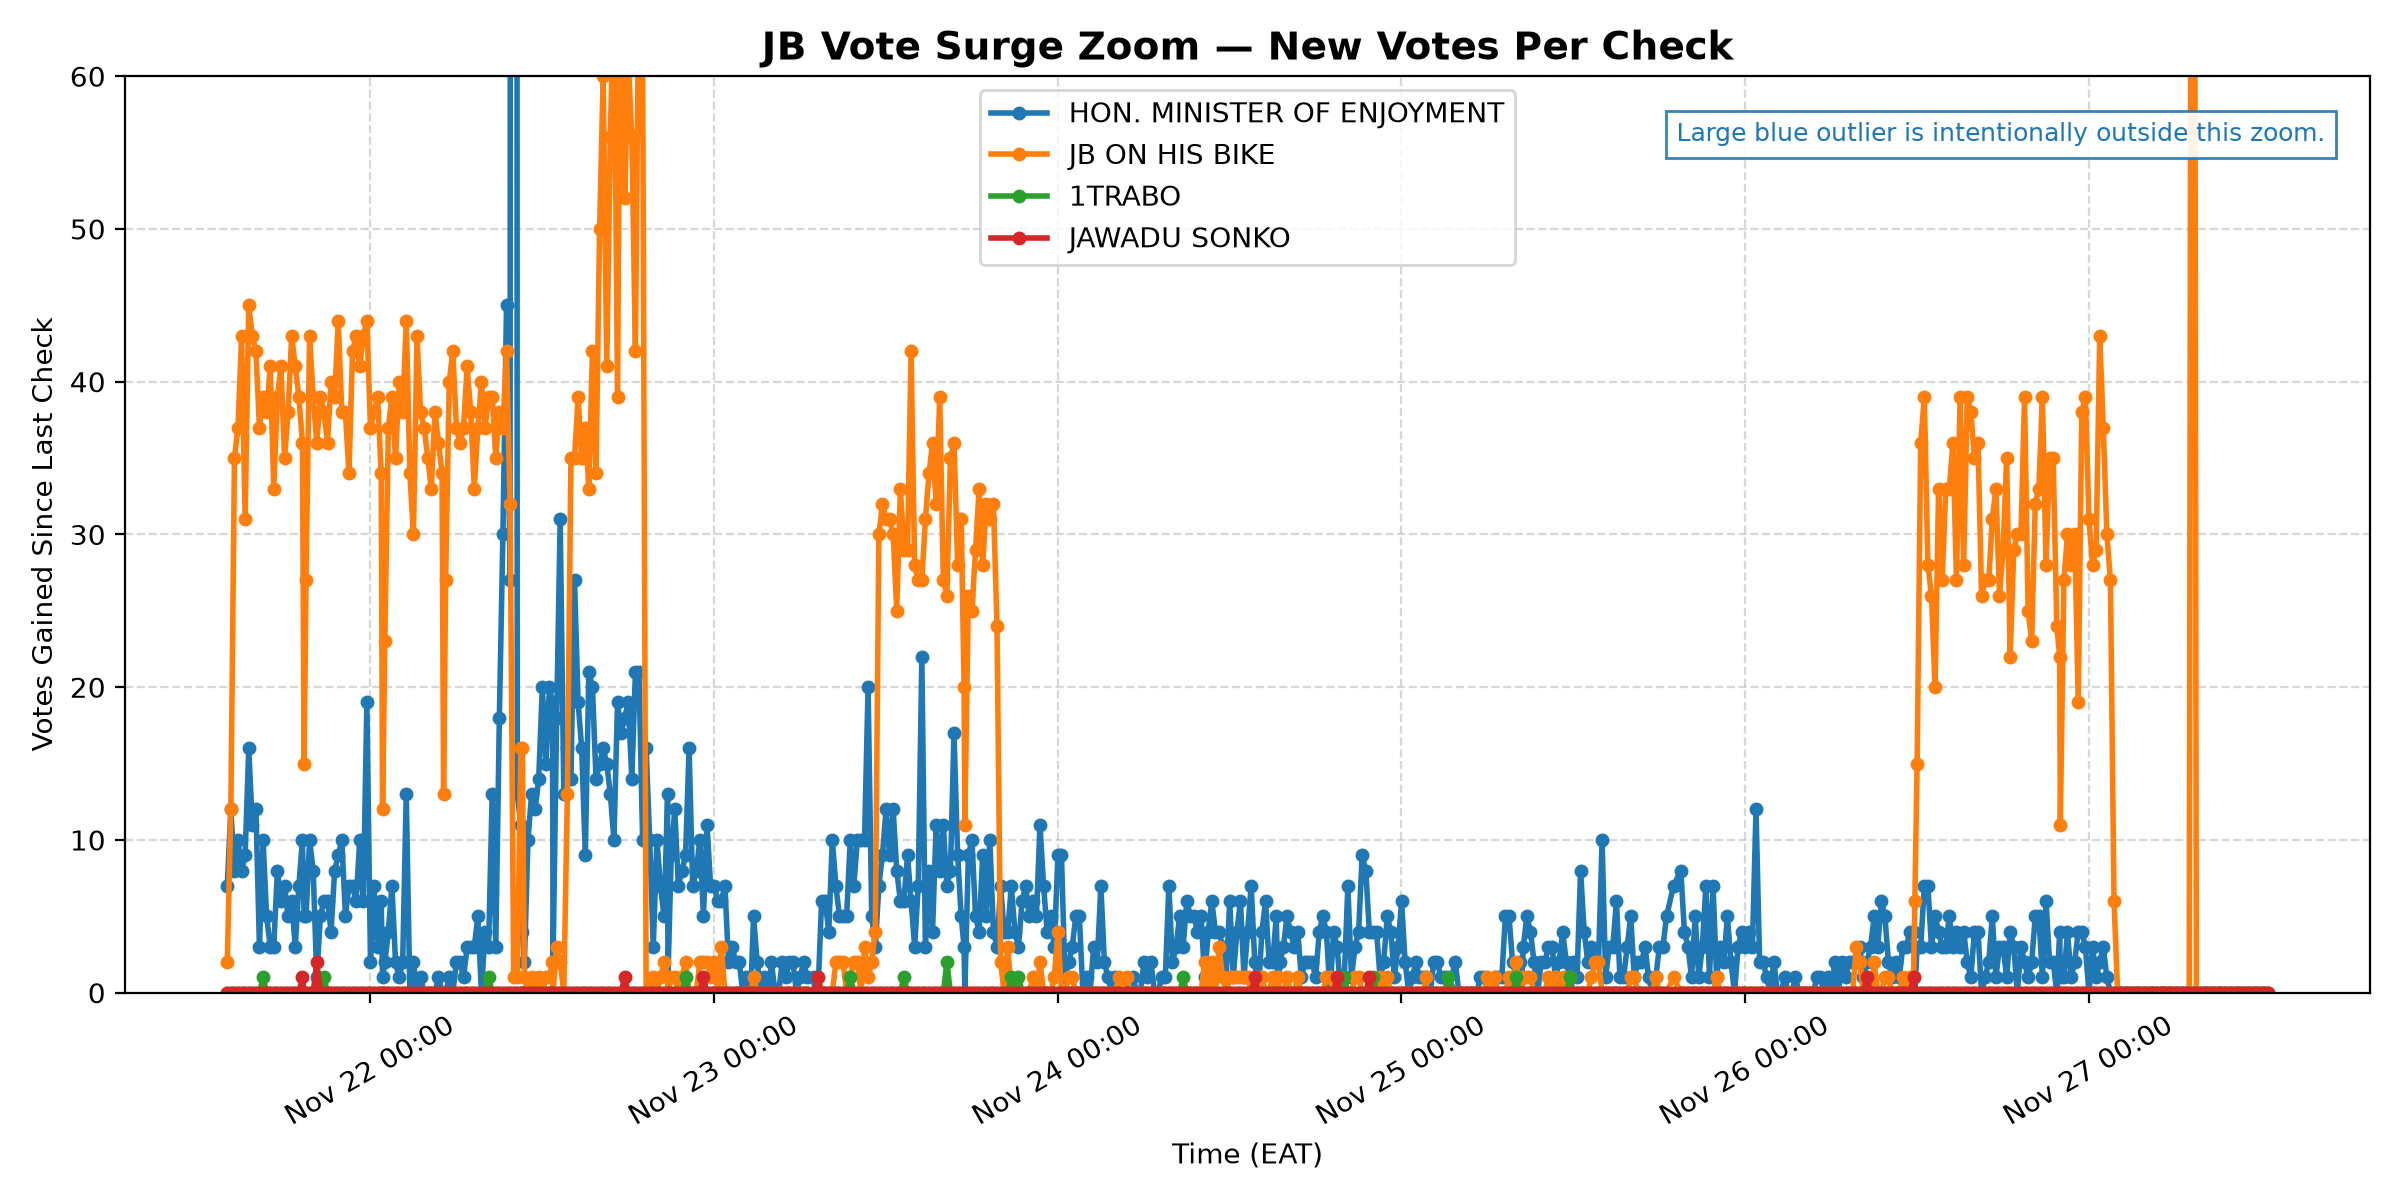 JB Vote Surge Zoom — New Votes Per Check
60
50
40
30
20
10
0
Votes Gained Since Last Check
HON. MINISTER OF ENJOYMENT
JB ON HIS BIKE
1TRABO
JAWADU SONKO
Large blue outlier is intentionally outside this zoom.
Nov 22 00:00
Nov 23 00:00
Nov 24 00:00
Nov 25 00:00
Nov 26 00:00
Nov 27 00:00
Time (EAT)